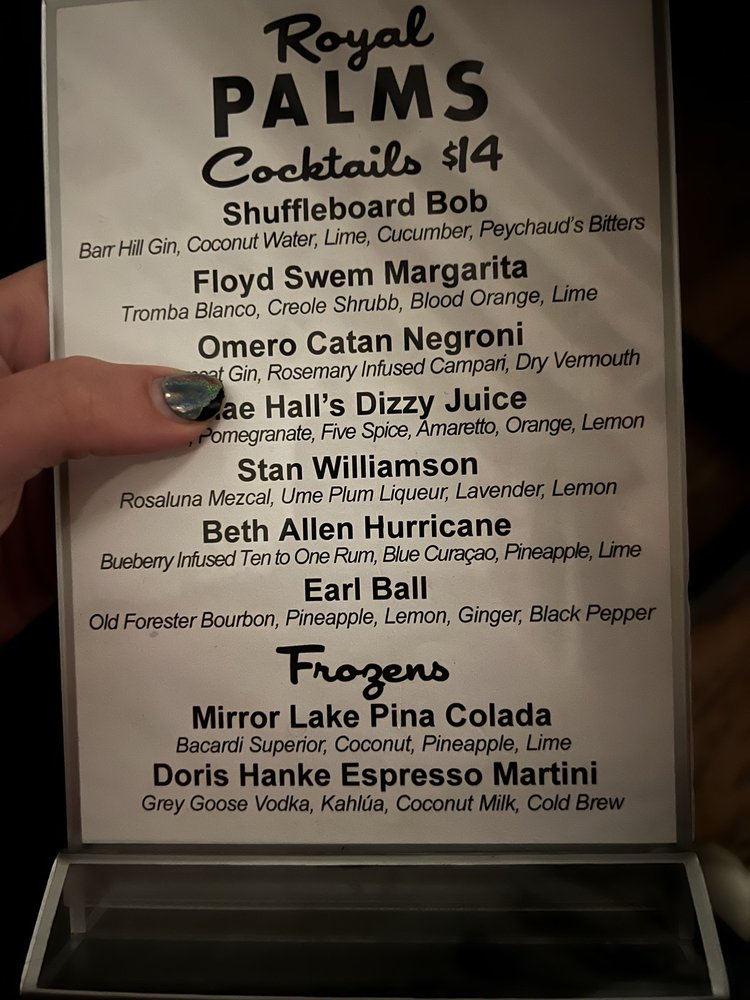 Royal
PALMS
Cocktails $14
Shuffleboard Bob
Barr Hill Gin, Coconut Water, Lime, Cucumber, Peychaud's Bitters
Floyd Swem Margarita
Tromba Blanco, Creole Shrubb, Blood Orange, Lime
Omero Catan Negroni
Gin, Rosemary Infused Campari, Dry Vermouth
Hall's Dizzy Juice
Pomegranate, Five Spice, Amaretto, Orange, Lemon
Stan Williamson
Rosaluna Mezcal, Ume Plum Liqueur, Lavender, Lemon
Beth Allen Hurricane
Bueberry Infused Ten to One Rum, Blue Curaçao, Pineapple, Lime
Earl Ball
Old Forester Bourbon, Pineapple, Lemon, Ginger, Black Pepper
Frozens
Mirror Lake Pina Colada
Bacardi Superior, Coconut, Pineapple, Lime
Doris Hanke Espresso Martini
Grey Goose Vodka, Kahlúa, Coconut Milk, Cold Brew